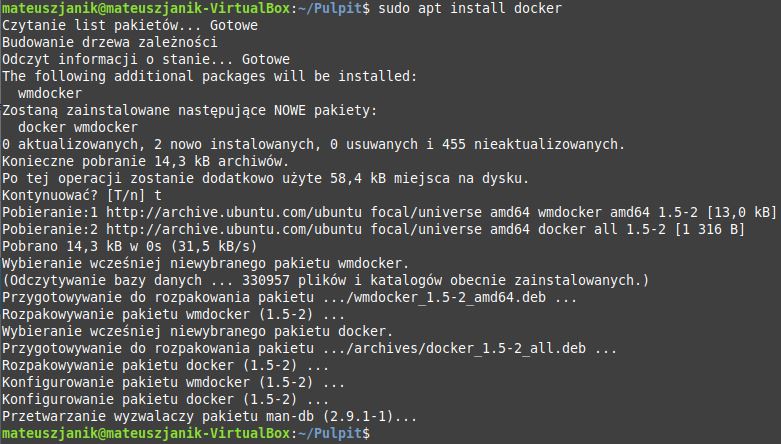 mateuszjanik@mateuszjanik-VirtualBox:~/Pulpit$ sudo apt install docker
Czytanie list pakietów... Gotowe
Budowanie drzewa zależności
Odczyt informacji o stanie... Gotowe
The following additional packages will be installed:
  wmdocker
Zostaną zainstalowane następujące NOWE pakiety:
  docker wmdocker
0 aktualizowanych, 2 nowo instalowanych, 0 usuwanych i 455 nieaktualizowanych.
Konieczne pobranie 14,3 kB archiwów.
Po tej operacji zostanie dodatkowo użyte 58,4 kB miejsca na dysku.
Kontynuować? [T/n] t
Pobieranie:1 http://archive.ubuntu.com/ubuntu focal/universe amd64 wmdocker amd64 1.5-2 [13,0 kB]
Pobieranie:2 http://archive.ubuntu.com/ubuntu focal/universe amd64 docker all 1.5-2 [1 316 B]
Pobrano 14,3 kB w 0s (31,5 kB/s)
Wybieranie wcześniej niewybranego pakietu wmdocker.
(Odczytywanie bazy danych ... 330957 plików i katalogów obecnie zainstalowanych.)
Przygotowywanie do rozpakowania pakietu .../wmdocker_1.5-2_amd64.deb ...
Rozpakowywanie pakietu wmdocker (1.5-2) ...
Wybieranie wcześniej niewybranego pakietu docker.
Przygotowywanie do rozpakowania pakietu .../archives/docker_1.5-2_all.deb ...
Rozpakowywanie pakietu docker (1.5-2) ...
Konfigurowanie pakietu wmdocker (1.5-2) ...
Konfigurowanie pakietu docker (1.5-2) ...
Przetwarzanie wyzwalaczy pakietu man-db (2.9.1-1)...
mateuszjanik@mateuszjanik-VirtualBox:~/Pulpit$